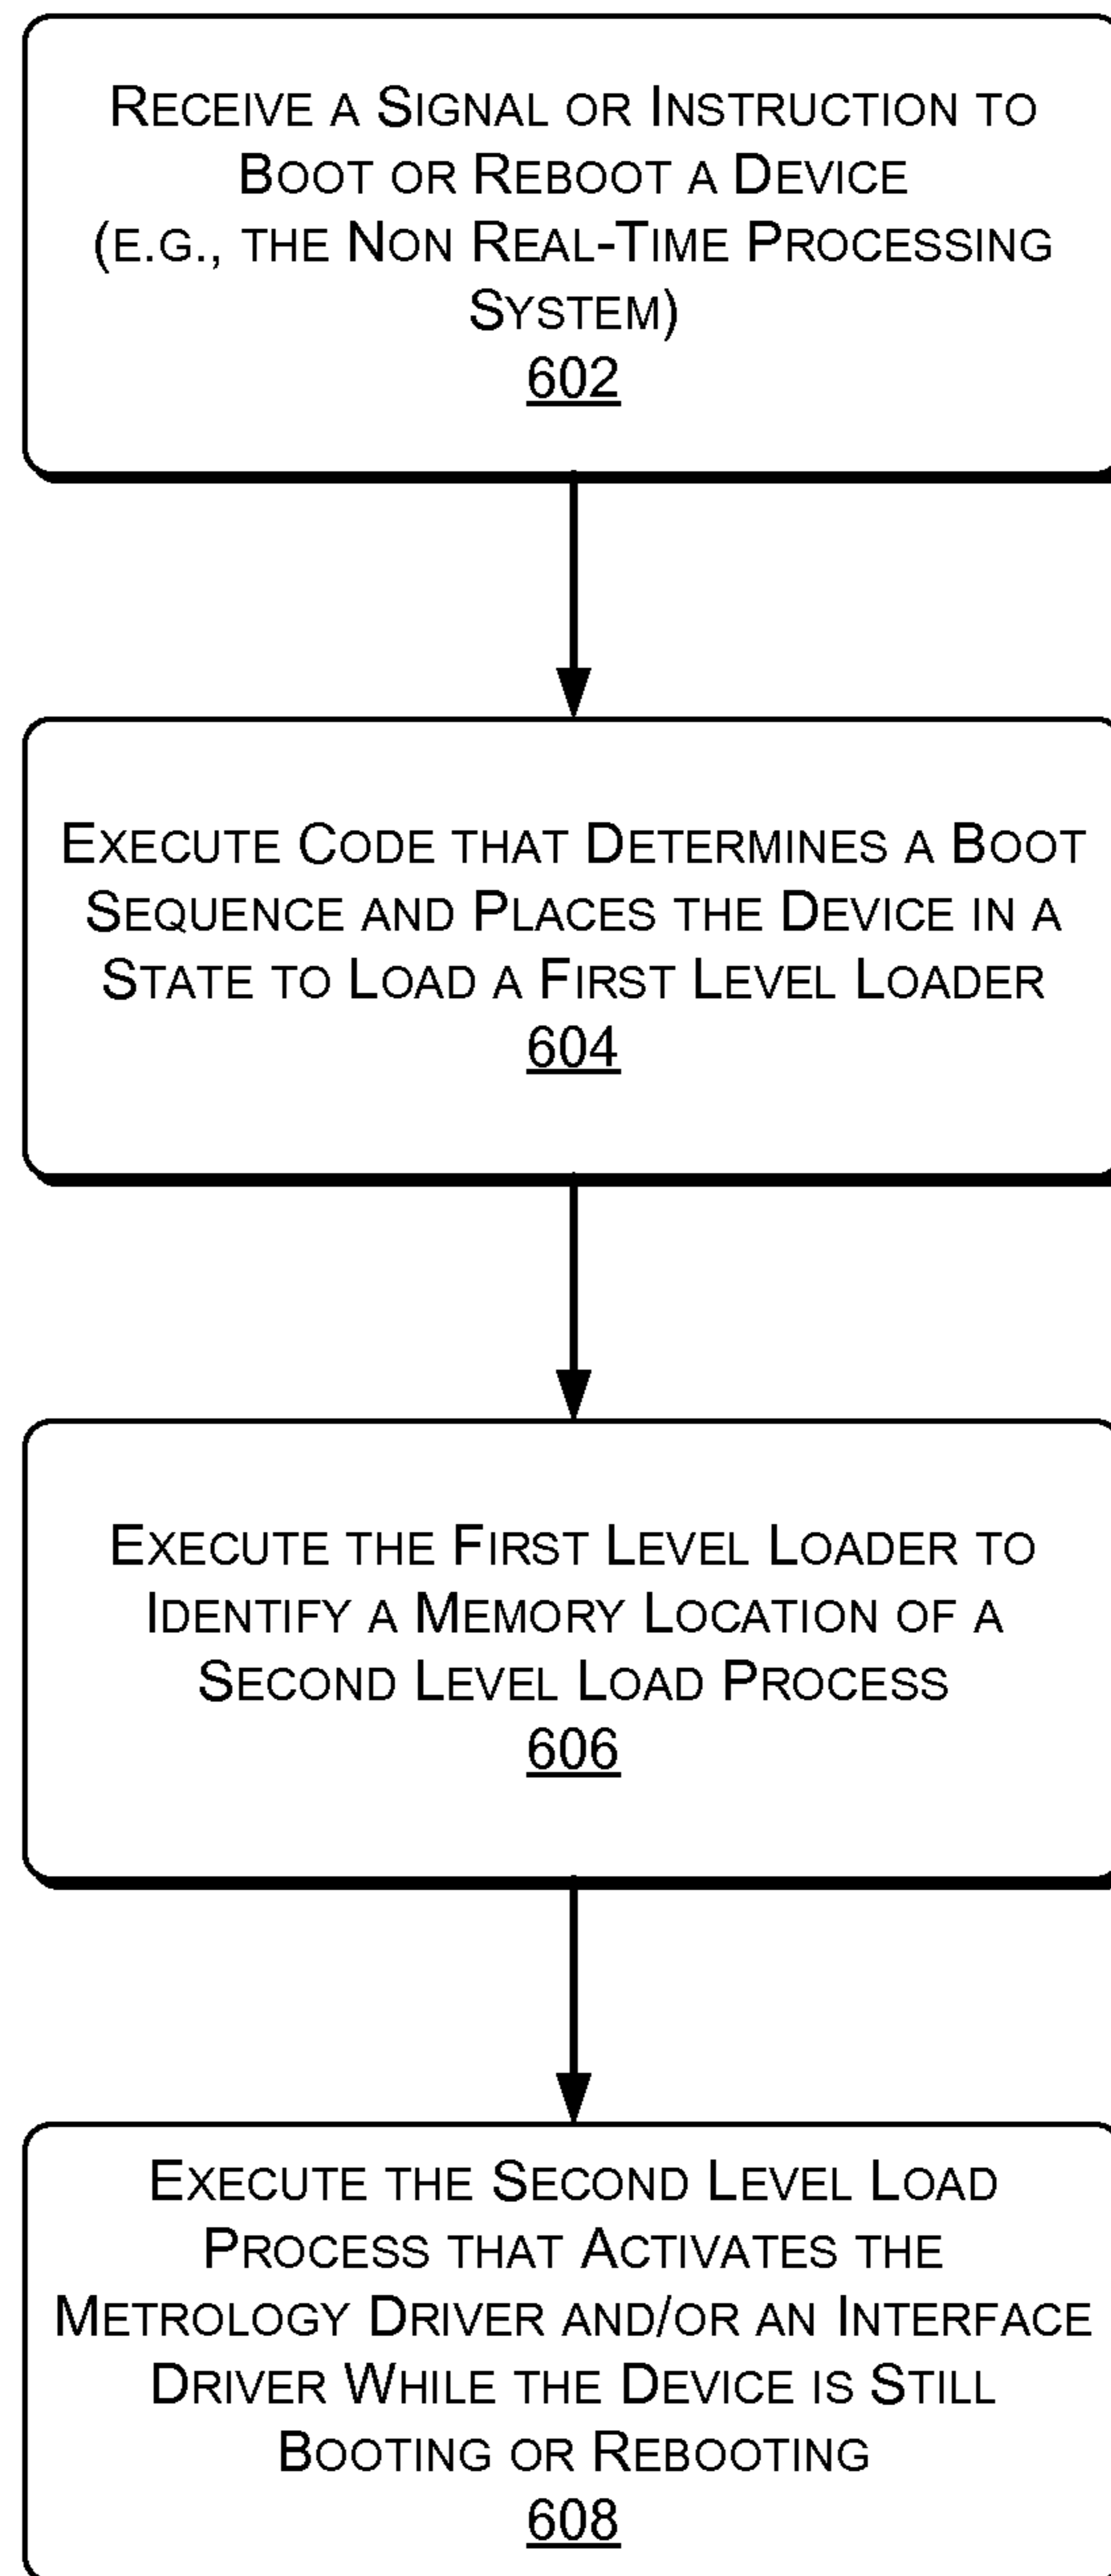 RECEIVE A SIGNAL OR INSTRUCTION TO
BOOT OR REBOOT A DEVICE
(E.G., THE NON REAL-TIME PROCESSING
SYSTEM)
602
EXECUTE CODE THAT DETERMINES A BOOT
SEQUENCE AND PLACES THE DEVICE IN A
STATE TO LOAD A FIRST LEVEL LOADER
604
EXECUTE THE FIRST LEVEL LOADER TO
IDENTIFY A MEMORY LOCATION OF A
SECOND LEVEL LOAD PROCESS
606
EXECUTE THE SECOND LEVEL LOAD
PROCESS THAT ACTIVATES THE
METROLOGY DRIVER AND/OR AN INTERFACE
DRIVER WHILE THE DEVICE IS STILL
BOOTING OR REBOOTING
608